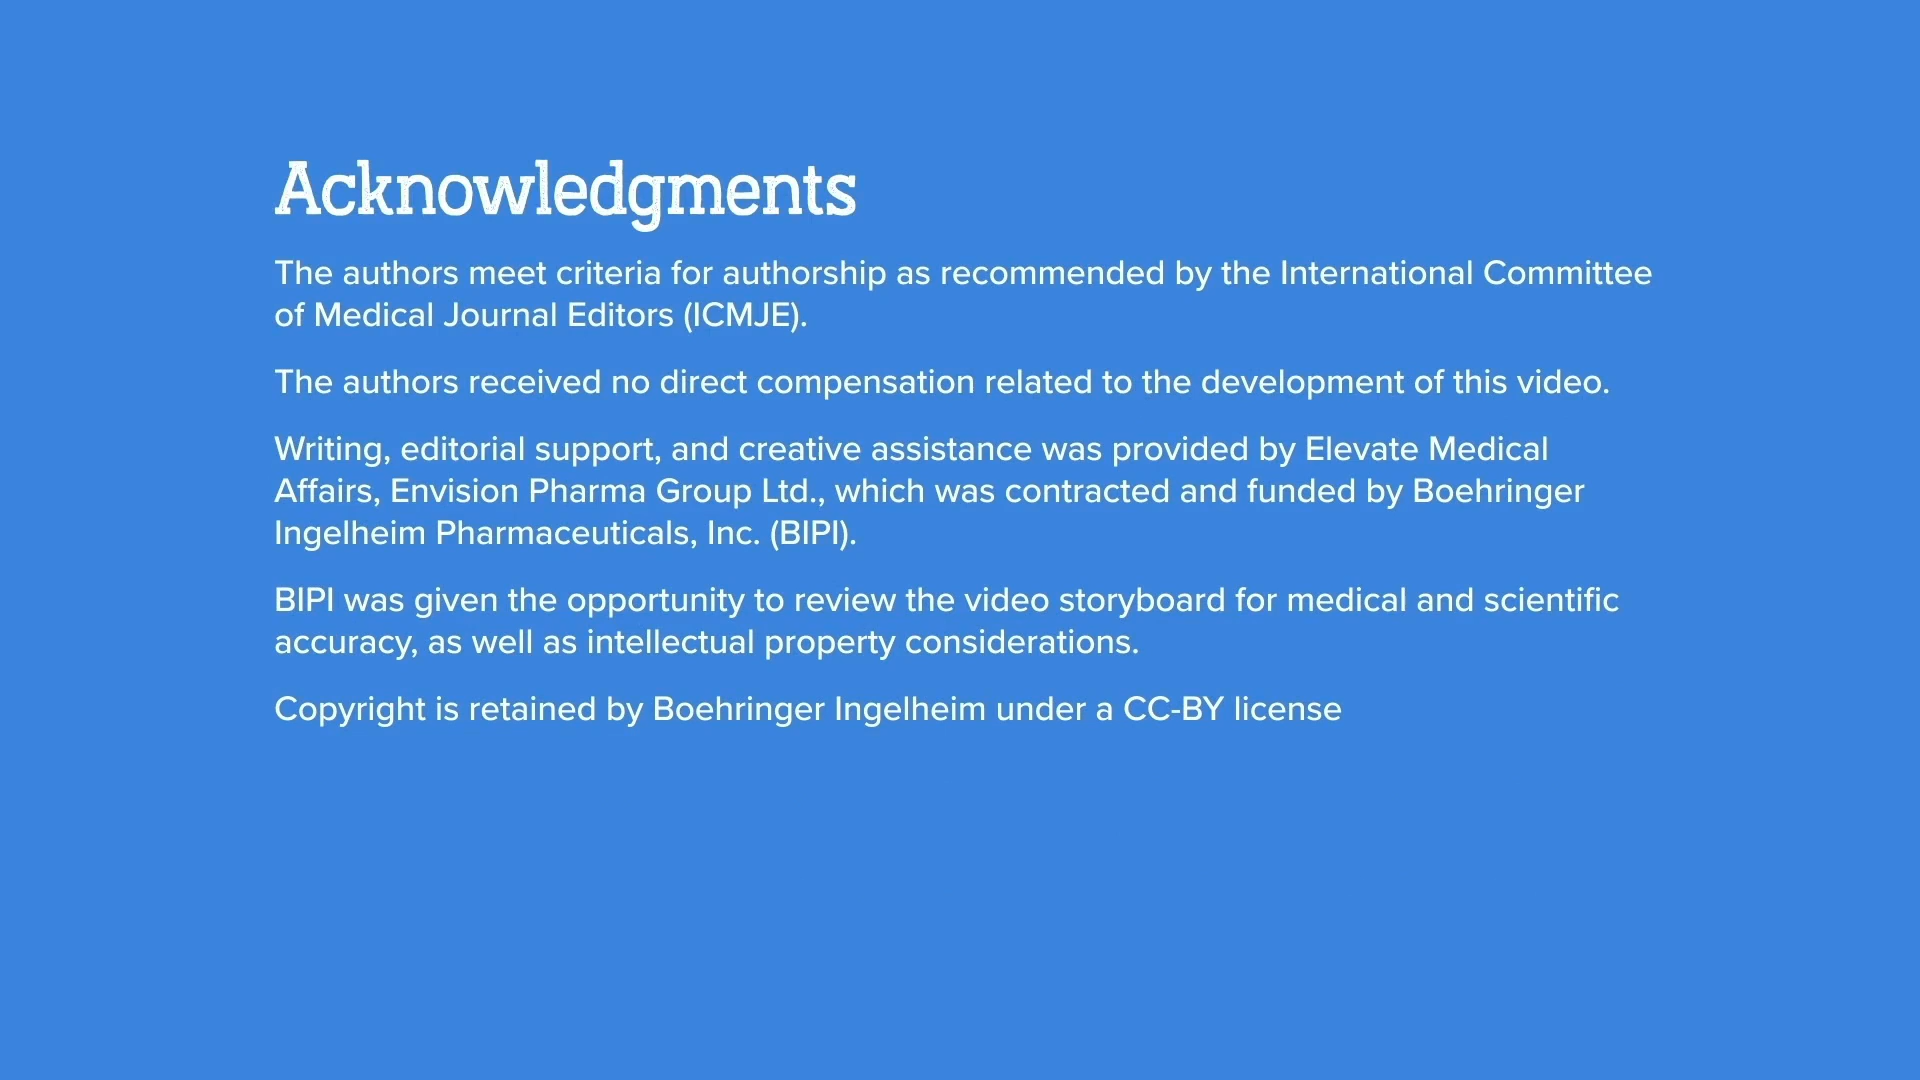 Acknowledgments
The authors meet criteria for authorship as recommended by the International Committee
of Medical Journal Editors (ICMJE).
The authors received no direct compensation related to the development of this video.
Writing, editorial support, and creative assistance was provided by Elevate Medical
Affairs, Envision Pharma Group Ltd., which was contracted and funded by Boehringer
Ingelheim Pharmaceuticals, Inc. (BIPI).
BIPI was given the opportunity to review the video storyboard for medical and scientific
accuracy, as well as intellectual property considerations.
Copyright is retained by Boehringer Ingelheim under a CC-BY license